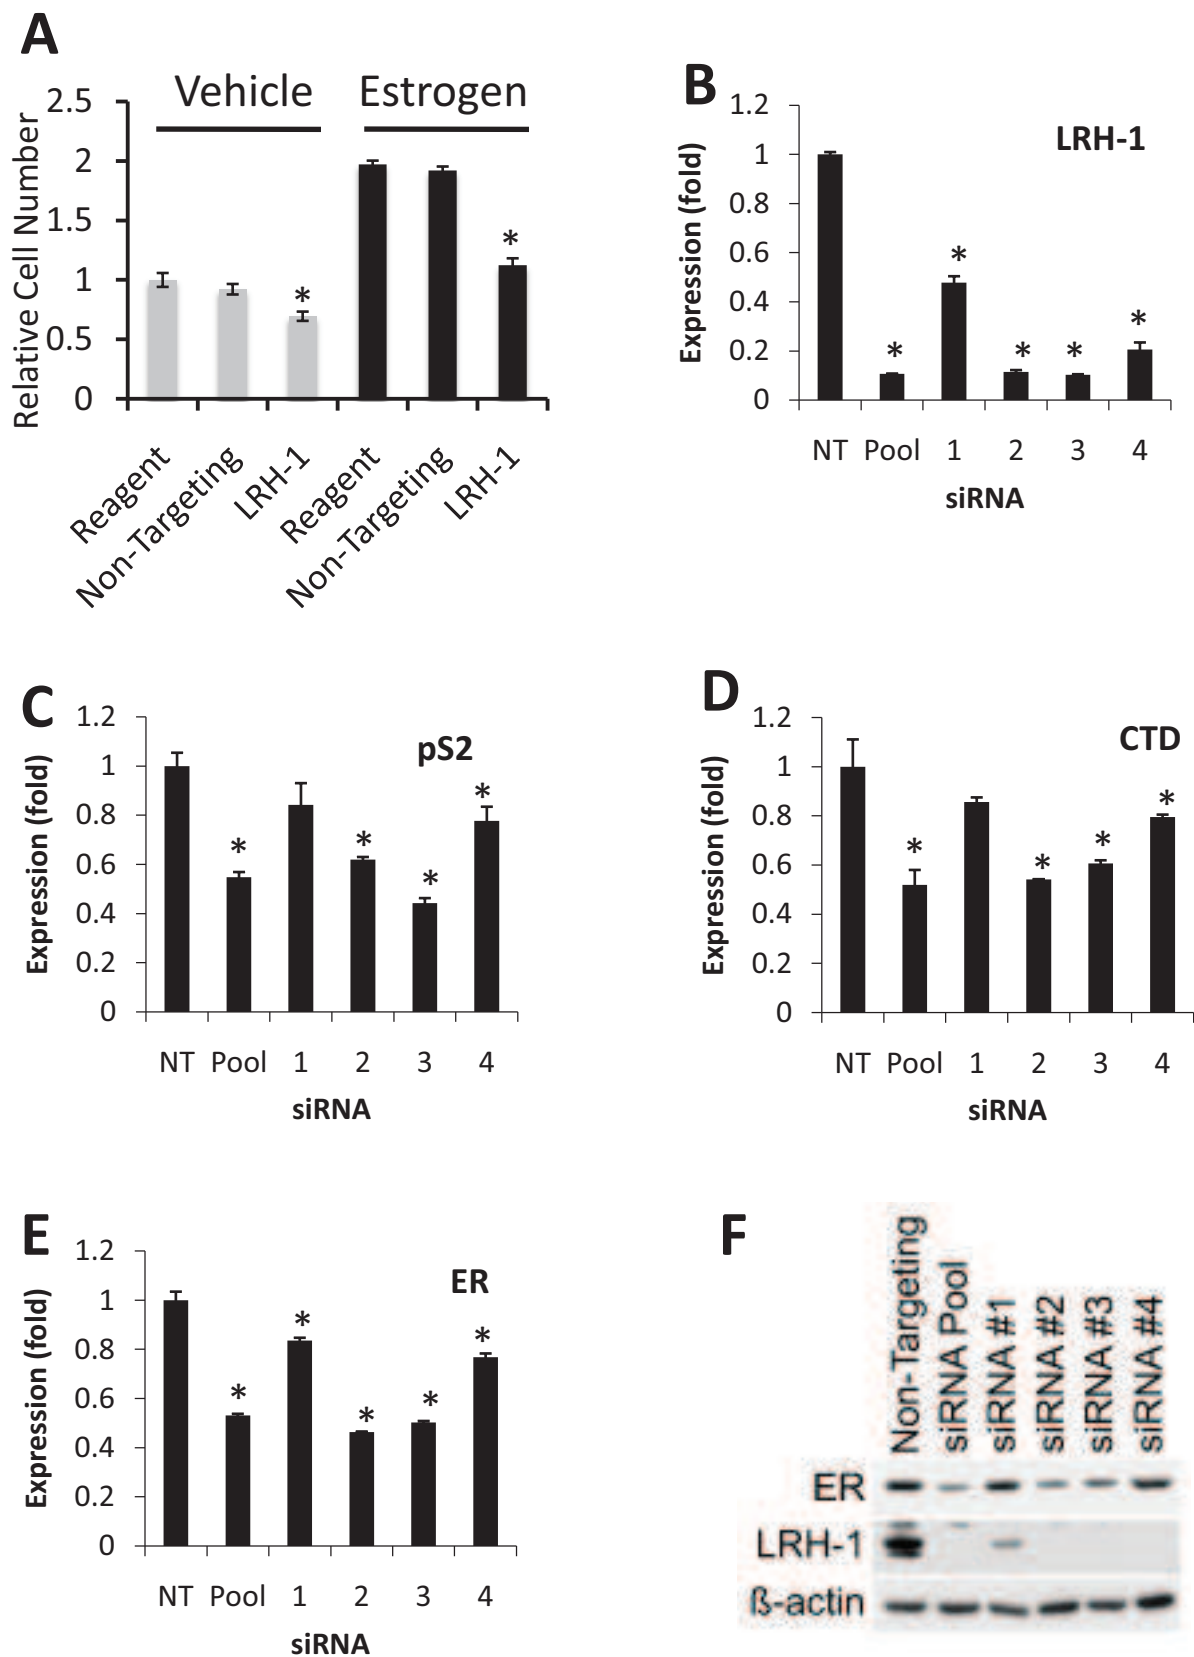 A
Vehicle Estrogen
Relative Cell Number
2.5
2
1.5
1
0.5
0
* *
Reagent Non-Targeting LRH-1 Reagent Non-Targeting LRH-1
B
LRH-1
Expression (fold)
1.2
1
0.8
0.6
0.4
0.2
0
* * * * *
NT Pool 1 2 3 4
siRNA
C
pS2
Expression (fold)
1.2
1
0.8
0.6
0.4
0.2
0
* * * *
NT Pool 1 2 3 4
siRNA
D
CTD
Expression (fold)
1.2
1
0.8
0.6
0.4
0.2
0
* * * *
NT Pool 1 2 3 4
siRNA
E
ER
Expression (fold)
1.2
1
0.8
0.6
0.4
0.2
0
* * * * *
NT Pool 1 2 3 4
siRNA
F
Non-Targeting
siRNA Pool
siRNA #1
siRNA #2
siRNA #3
siRNA #4
ER
LRH-1
ß-actin